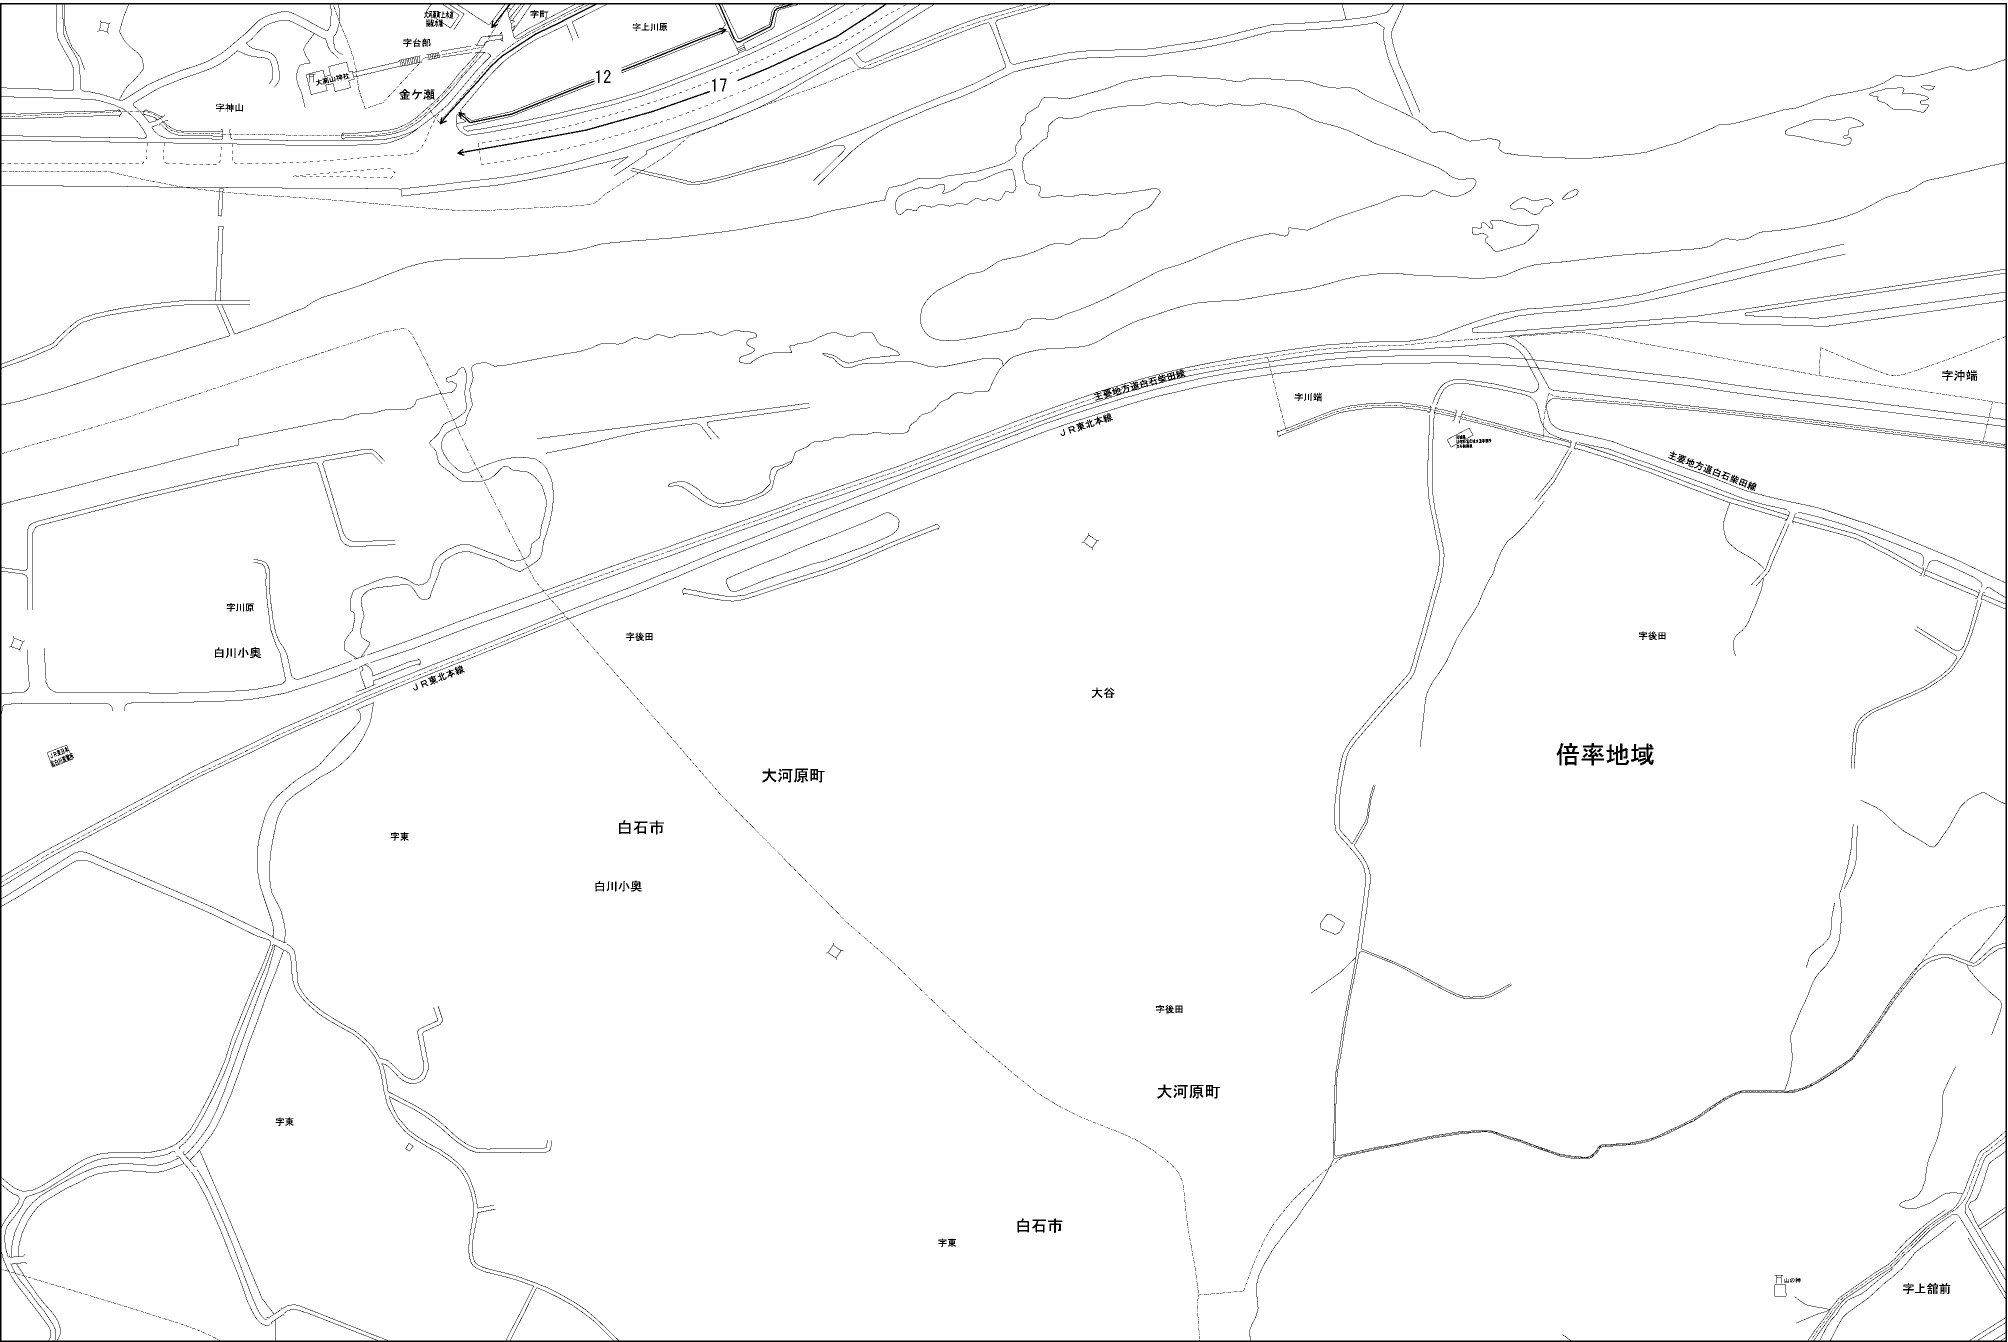 字町
字上川原
字台部
大高山神社
12
17
金ケ瀬
字神山
字沖端
主要地方道白石柴田線
字川端
JR東北本線
主要地方道白石柴田線
字川原
字後田
字後田
白川小奥
JR東北本線
大谷
倍率地域
大河原町
白石市
字東
白川小奥
字後田
大河原町
字東
白石市
字東
山の神
字上舘前